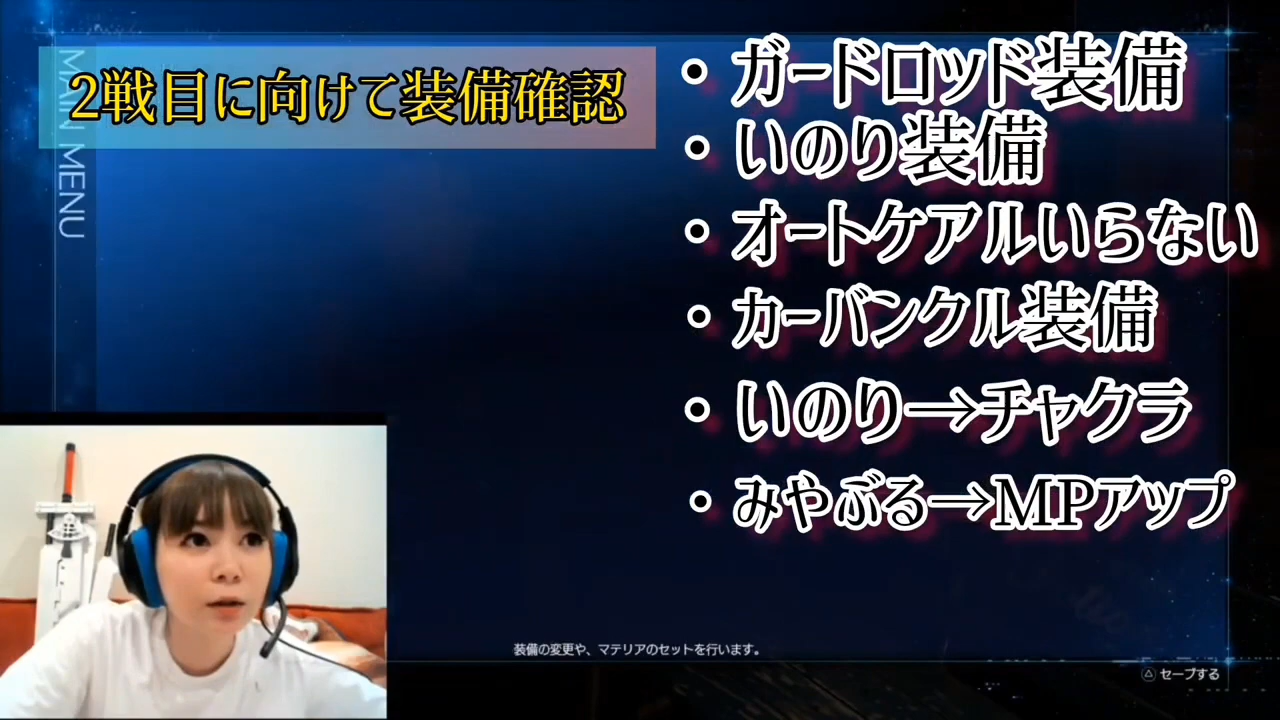 MAIN MENU
2戦目に向けて装備確認
・ガードロッド装備
・いのり装備
・オートケアルいらない
・カーバンクル装備
・いのり→チャクラ
・みやぶる→MPアップ
装備の変更や、マテリアのセットを行います。
△セーブする